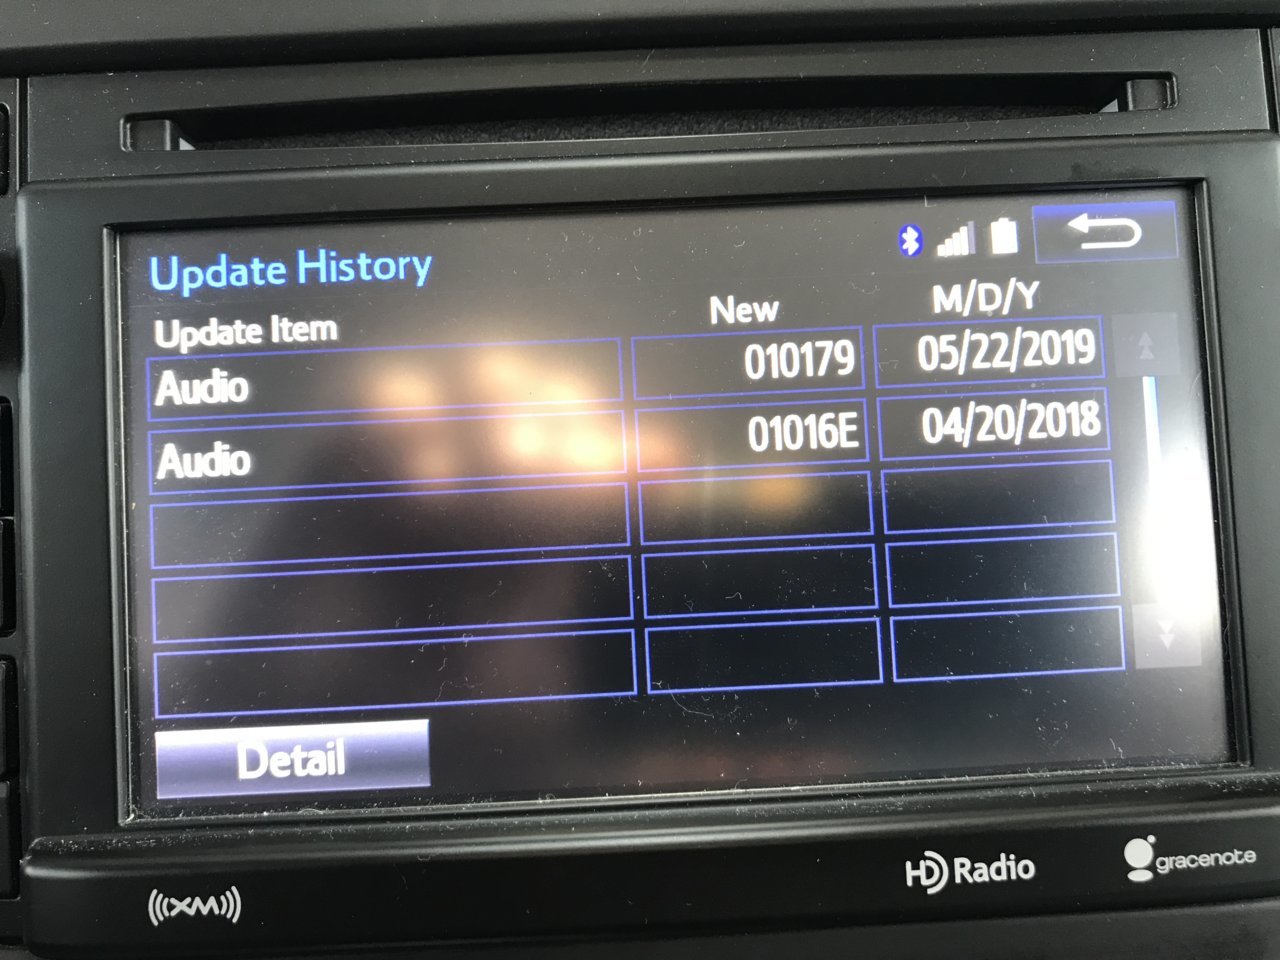 Update History
Update Item New M/D/Y
Audio 010179 05/22/2019
Audio 01016E 04/20/2018
Detail
((XM))
HD Radio
gracenote